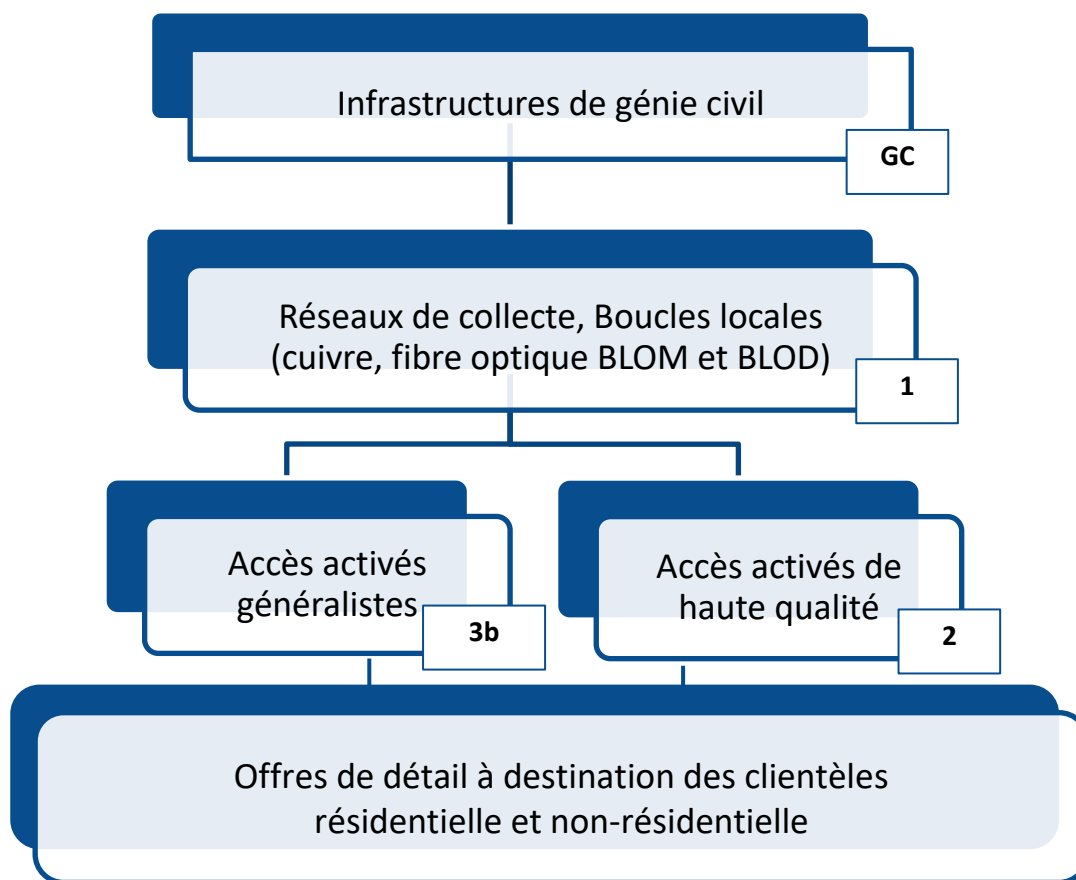 Infrastructures de génie civil
GC
Réseaux de collecte, Boucles locales
(cuivre, fibre optique BLOM et BLOD)
1
Accès activés
généralistes
3b
Accès activés de
haute qualité
2
Offres de détail à destination des clientèles
résidentielle et non-résidentielle